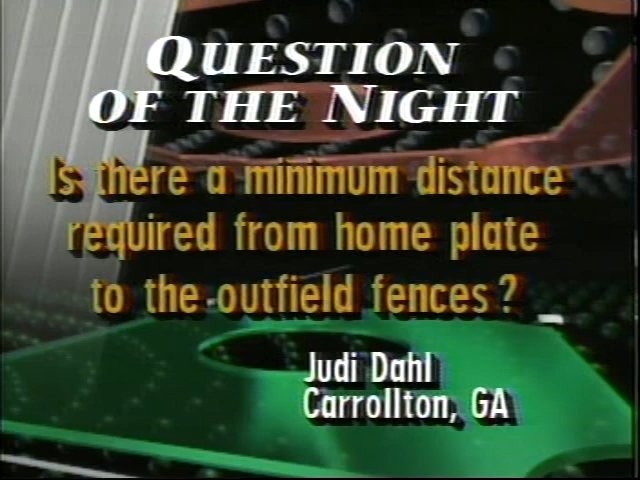 QUESTION
OF THE NIGHT
Is there a minimum distance
required from home plate
to the outfield fences?
Judi Dahl
Carrollton, GA